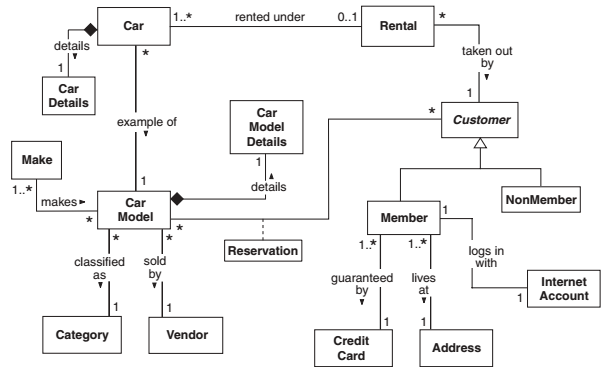 Car
1..*
rented under
0..1
Rental
*
details
*
taken out
by
1
Car
Details
1
Car
Model
Details
*
Customer
example of
Make
1
details
1..*
makes
1
*
Car
Model
*
NonMember
Member
1
*
*
Reservation
1..*
1..*
logs in
with
classified
as
sold
by
guaranteed
by
lives
at
Internet
Account
1
1
1
1
1
Category
Vendor
Credit
Card
Address